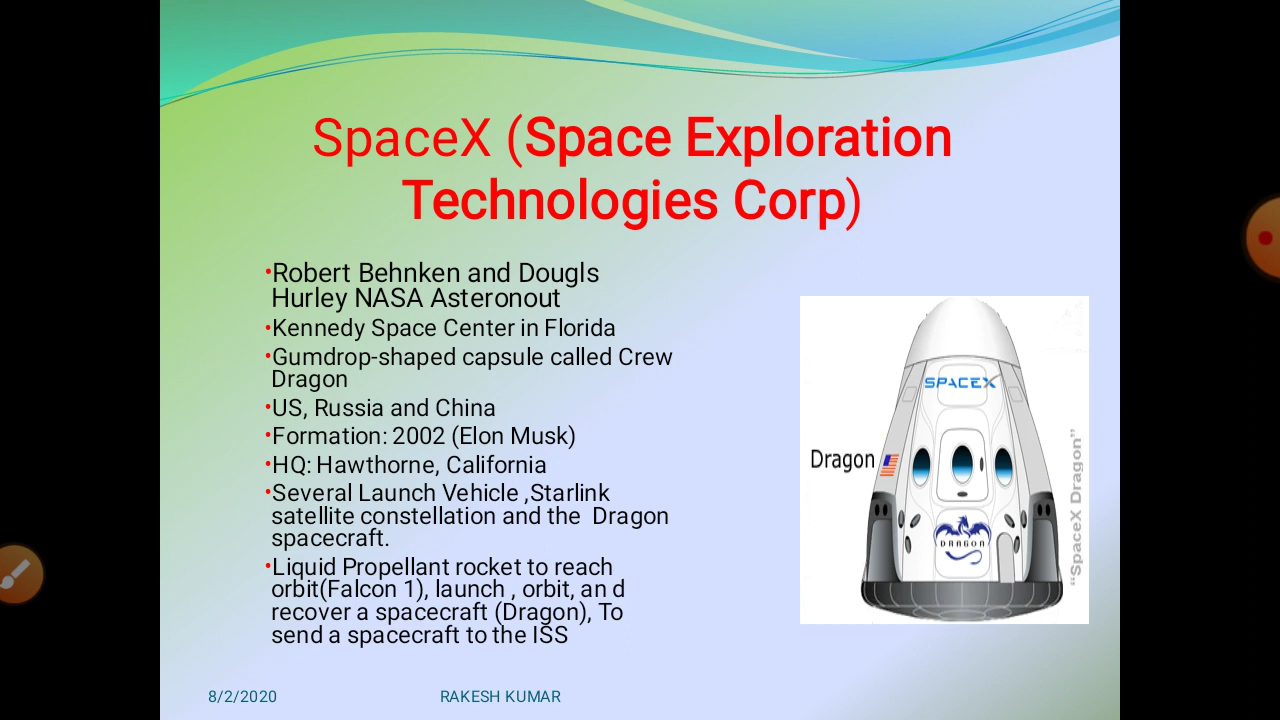 SpaceX (Space Exploration
Technologies Corp)
•Robert Behnken and Dougls
Hurley NASA Asteronout
•Kennedy Space Center in Florida
•Gumdrop-shaped capsule called Crew
Dragon
•US, Russia and China
•Formation: 2002 (Elon Musk)
•HQ: Hawthorne, California
•Several Launch Vehicle ,Starlink
satellite constellation and the Dragon
spacecraft.
•Liquid Propellant rocket to reach
orbit(Falcon 1), launch , orbit, an d
recover a spacecraft (Dragon), To
send a spacecraft to the ISS
SPACEX
Dragon
DRAGON
“SpaceX Dragon”
8/2/2020
RAKESH KUMAR